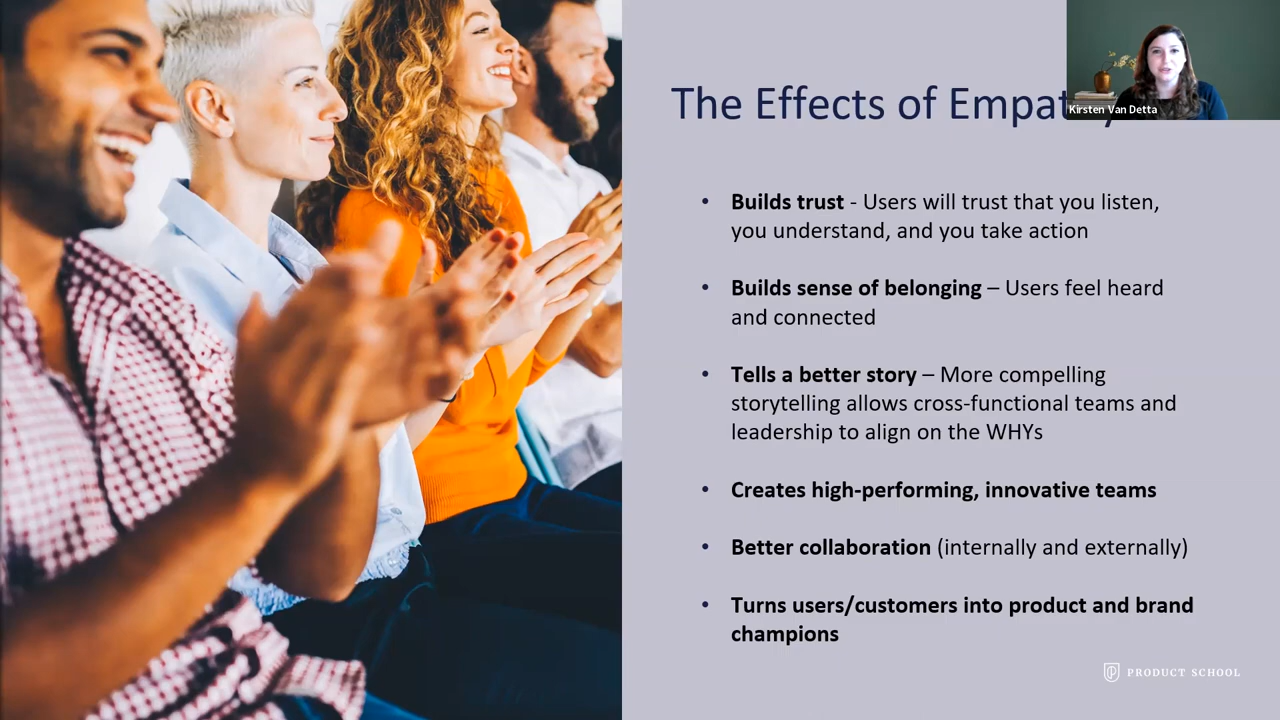 The Effects of Empathy
Kirsten Van Detta
• Builds trust - Users will trust that you listen,
you understand, and you take action
• Builds sense of belonging – Users feel heard
and connected
• Tells a better story – More compelling
storytelling allows cross-functional teams and
leadership to align on the WHYs
• Creates high-performing, innovative teams
• Better collaboration (internally and externally)
• Turns users/customers into product and brand
champions
PRODUCT SCHOOL